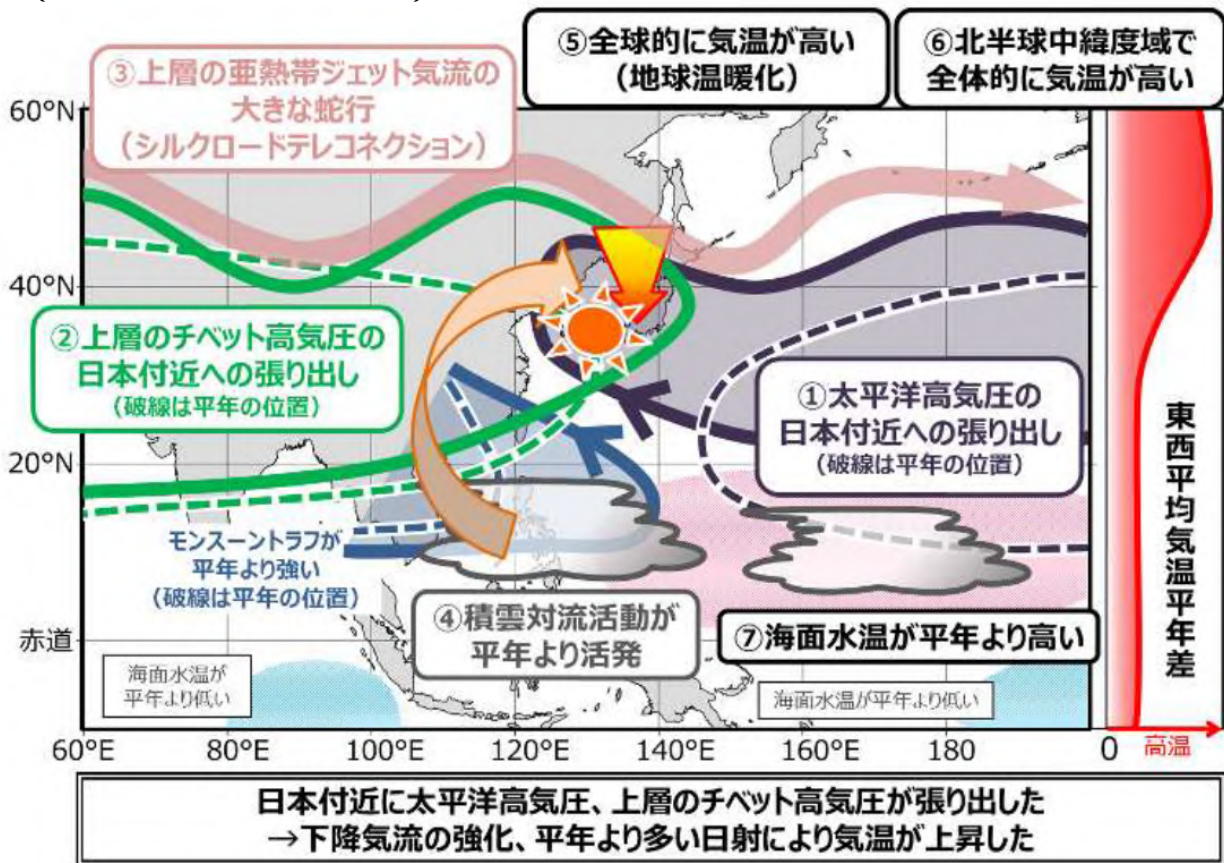 ⑤全球的に気温が高い
(地球温暖化)
⑥北半球中緯度域で
全体的に気温が高い
③上層の亜熱帯ジェット気流の
大きな蛇行
(シルクロードテレコネクション)
60°N
40°N
②上層のチベット高気圧の
日本付近への張り出し
(破線は平年の位置)
①太平洋高気圧の
日本付近への張り出し
(破線は平年の位置)
20°N
モンスーントラフが
平年より強い
(破線は平年の位置)
④積雲対流活動が
平年より活発
⑦海面水温が平年より高い
赤道
海面水温が
平年より低い
海面水温が平年より低い
東西平均気温平年差
60°E 80°E 100°E 120°E 140°E 160°E 180 0 高温
日本付近に太平洋高気圧、上層のチベット高気圧が張り出した
→下降気流の強化、平年より多い日射により気温が上昇した